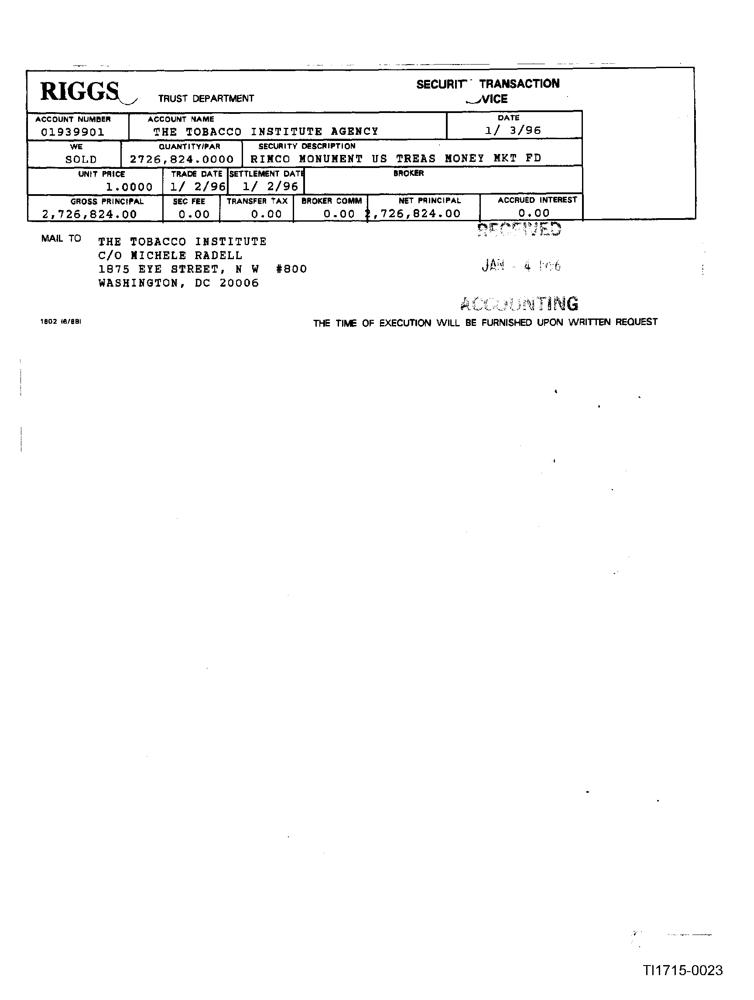 RIGGS TRUST DEPARTMENT SECURIT TRANSACTION
VICE
ACCOUNT NUMBER ACCOUNT NAME DATE
01939901 THE TOBACCO INSTITUTE AGENCY 1/ 3/96
WE QUANTITY/PAR SECURITY DESCRIPTION
SOLD 2726,824.0000 RIMCO MONUMENT US TREAS MONEY MKT FD
UNIT PRICE TRADE DATE SETTLEMENT DATE BROKER
1.0000 1/ 2/96 1/ 2/96
GROSS PRINCIPAL SEC FEE TRANSFER TAX BROKER COMM NET PRINCIPAL ACCRUED INTEREST
2,726,824.00 0.00 0.00 0.00 2,726,824.00 0.00
RECEIVED
MAIL TO THE TOBACCO INSTITUTE
C/O MICHELE RADELL
1875 EYE STREET, N W #800
WASHINGTON, DC 20006
JAN - 4
ACCOUNTING
1802 (6/88) THE TIME OF EXECUTION WILL BE FURNISHED UPON WRITTEN REQUEST
TI1715-0023